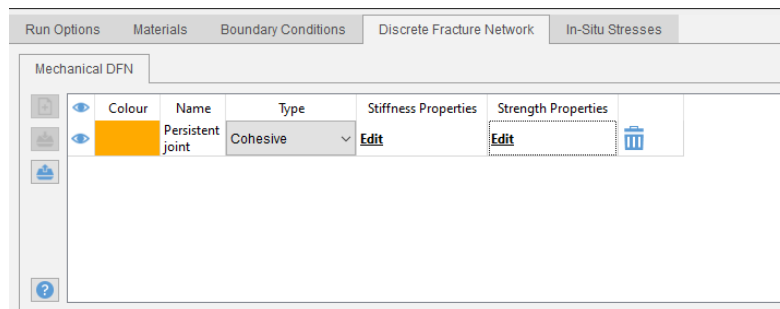 Run Options Materials Boundary Conditions Discrete Fracture Network In-Situ Stresses
Mechanical DFN
Colour Name Type Stiffness Properties Strength Properties
Persistent
joint
Cohesive Edit Edit
?